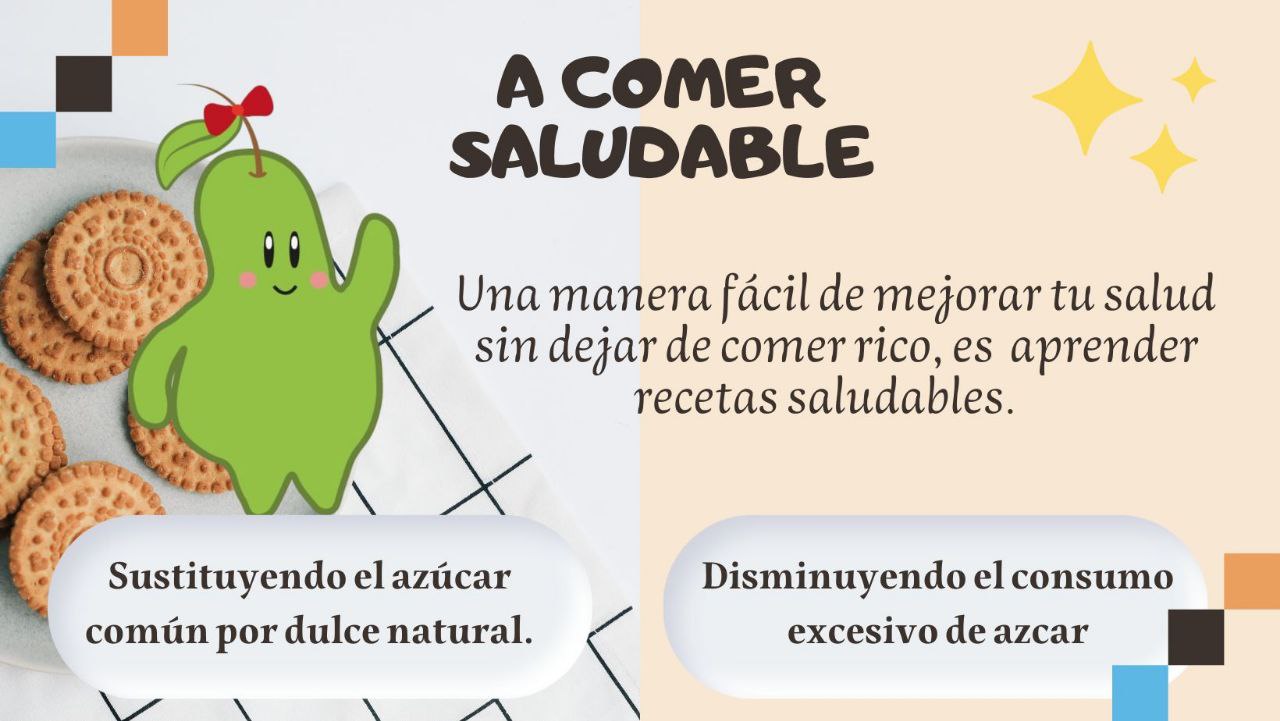 A COMER
SALUDABLE
Una manera fácil de mejorar tu salud
sin dejar de comer rico, es aprender
recetas saludables.
Sustituyendo el azúcar
común por dulce natural.
Disminuyendo el consumo
excesivo de azcar